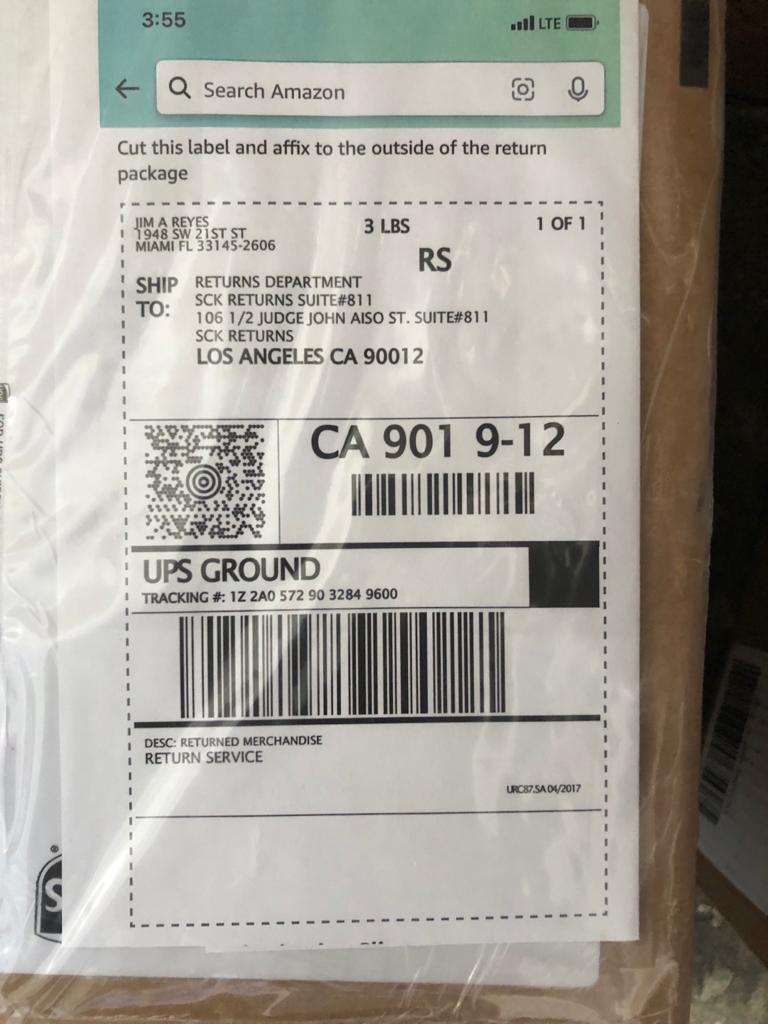 3:55
LTE
Search Amazon
Cut this label and affix to the outside of the return
package
JIM A REYES
1948 SW 21ST ST
MIAMI FL 33145-2606
3 LBS
1 OF 1
RS
SHIP
TO:
RETURNS DEPARTMENT
SCK RETURNS SUITE#811
106 1/2 JUDGE JOHN AISO ST. SUITE#811
SCK RETURNS
LOS ANGELES CA 90012
CA 901 9-12
UPS GROUND
TRACKING #: 1Z 2A0 572 90 3284 9600
DESC: RETURNED MERCHANDISE
RETURN SERVICE
URC87.5A 04/2017